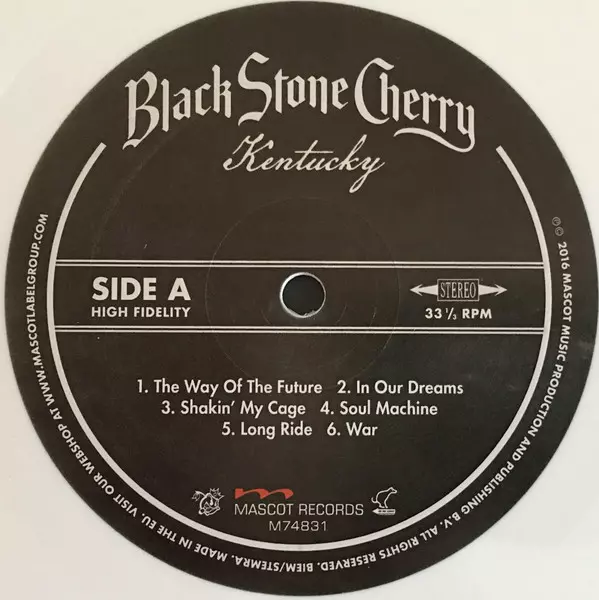 Black Stone Cherry
Kentucky
SIDE A
HIGH FIDELITY
STEREO
33 1/3 RPM
1. The Way Of The Future 2. In Our Dreams
3. Shakin' My Cage 4. Soul Machine
5. Long Ride 6. War
MASCOT RECORDS
M74831
℗ © 2016 MASCOT MUSIC PRODUCTION AND PUBLISHING B.V. ALL RIGHTS RESERVED. BIEM/STEMRA. MADE IN THE EU. VISIT OUR WEBSHOP AT WWW.MASCOTLABELGROUP.COM